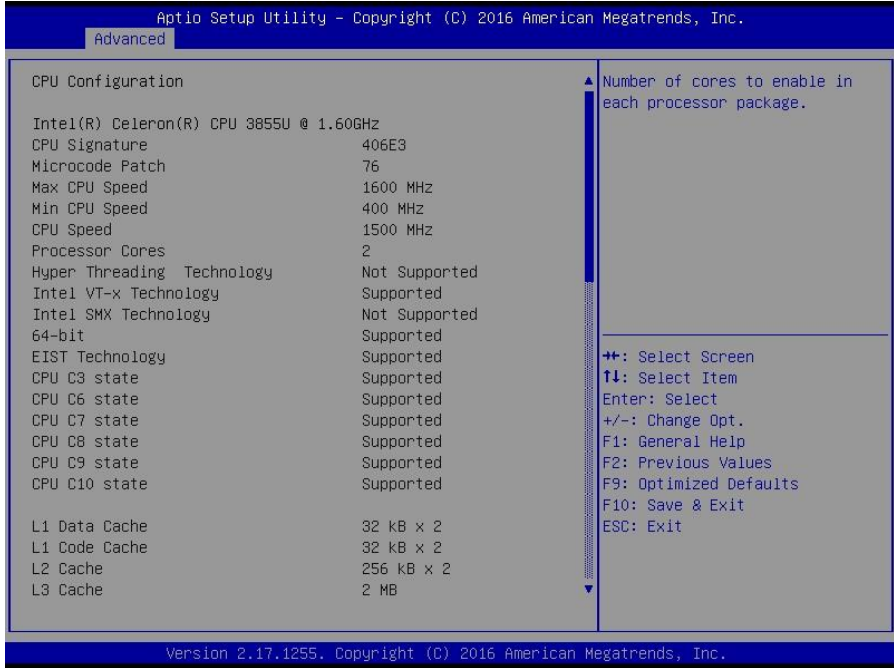 Aptio Setup Utility – Copyright (C) 2016 American Megatrends, Inc.
Advanced
CPU Configuration
Intel(R) Celeron(R) CPU 3855U @ 1.60GHz
CPU Signature 406E3
Microcode Patch 76
Max CPU Speed 1600 MHz
Min CPU Speed 400 MHz
CPU Speed 1500 MHz
Processor Cores 2
Hyper Threading Technology Not Supported
Intel VT-x Technology Supported
Intel SMX Technology Not Supported
64-bit Supported
EIST Technology Supported
CPU C3 state Supported
CPU C6 state Supported
CPU C7 state Supported
CPU C8 state Supported
CPU C9 state Supported
CPU C10 state Supported
L1 Data Cache 32 kB x 2
L1 Code Cache 32 kB x 2
L2 Cache 256 kB x 2
L3 Cache 2 MB
Number of cores to enable in
each processor package.
→←: Select Screen
↑↓: Select Item
Enter: Select
+/-: Change Opt.
F1: General Help
F2: Previous Values
F9: Optimized Defaults
F10: Save & Exit
ESC: Exit
Version 2.17.1255. Copyright (C) 2016 American Megatrends, Inc.